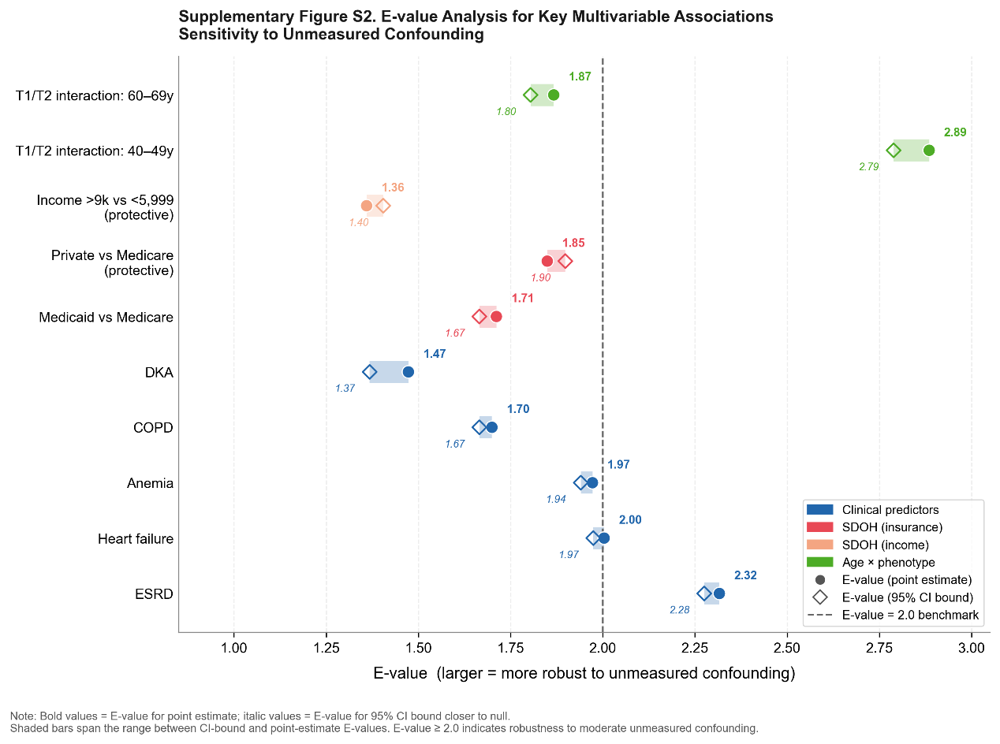 Supplementary Figure S2. E-value Analysis for Key Multivariable Associations
Sensitivity to Unmeasured Confounding
T1/T2 interaction: 60–69y
1.87
1.80
T1/T2 interaction: 40–49y
2.89
2.79
Income >9k vs <5,999
(protective)
1.36
1.40
Private vs Medicare
(protective)
1.85
1.90
Medicaid vs Medicare
1.71
1.67
DKA
1.47
1.37
COPD
1.70
1.67
Anemia
1.97
1.94
Heart failure
2.00
1.97
ESRD
2.32
2.28
Clinical predictors
SDOH (insurance)
SDOH (income)
Age × phenotype
E-value (point estimate)
E-value (95% CI bound)
E-value = 2.0 benchmark
1.00 1.25 1.50 1.75 2.00 2.25 2.50 2.75 3.00
E-value (larger = more robust to unmeasured confounding)
Note: Bold values = E-value for point estimate; italic values = E-value for 95% CI bound closer to null.
Shaded bars span the range between CI-bound and point-estimate E-values. E-value ≥ 2.0 indicates robustness to moderate unmeasured confounding.